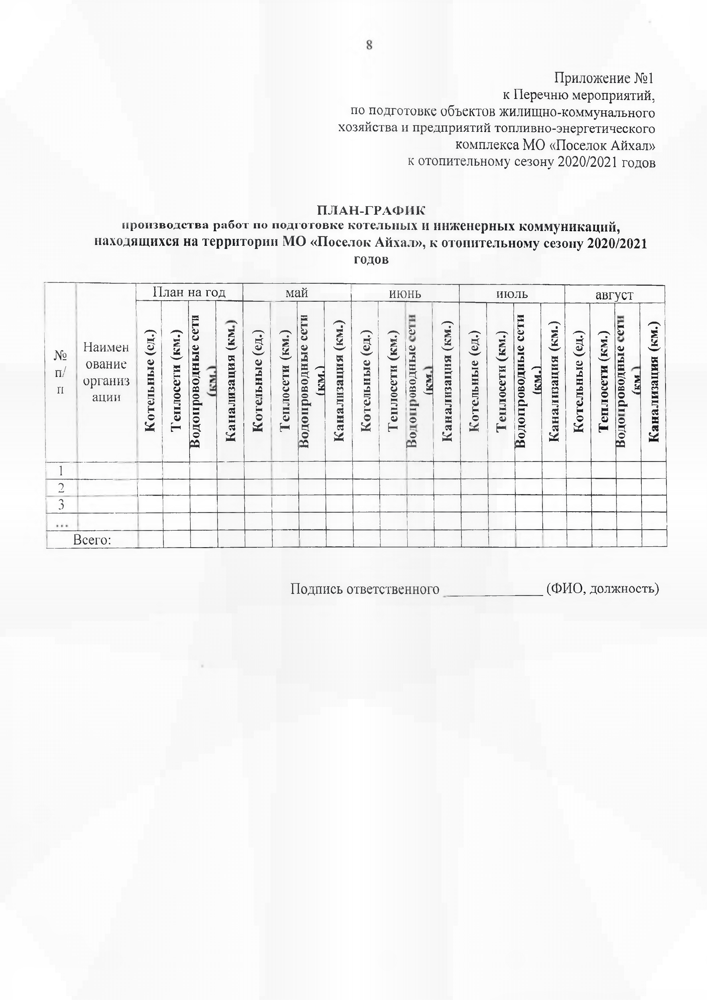 8
Приложение №1
к Перечню мероприятий,
по подготовке объектов жилищно-коммунального
хозяйства и предприятий топливно-энергетического
комплекса МО «Поселок Айхал»
к отопительному сезону 2020/2021 годов
ПЛАН-ГРАФИК
производства работ по подготовке котельных и инженерных коммуникаций,
находящихся на территории МО «Поселок Айхал», к отопительному сезону 2020/2021
годов
№
п/
п
Наимен
ование
организ
ации
План на год
май
июнь
июль
август
Котельные (ед.)
Теплосети (км.)
Водопроводные сети
(км.)
Канализация (км.)
Котельные (ед.)
Теплосети (км.)
Водопроводные сети
(км.)
Канализация (км.)
Котельные (ед.)
Теплосети (км.)
Водопроводные сети
(км.)
Канализация (км.)
Котельные (ед.)
Теплосети (км.)
Водопроводные сети
(км.)
Канализация (км.)
Котельные (ед.)
Теплосети (км.)
Водопроводные сети
(км.)
Канализация (км.)
1
2
3
...
Всего:
Подпись ответственного ______________ (ФИО, должность)